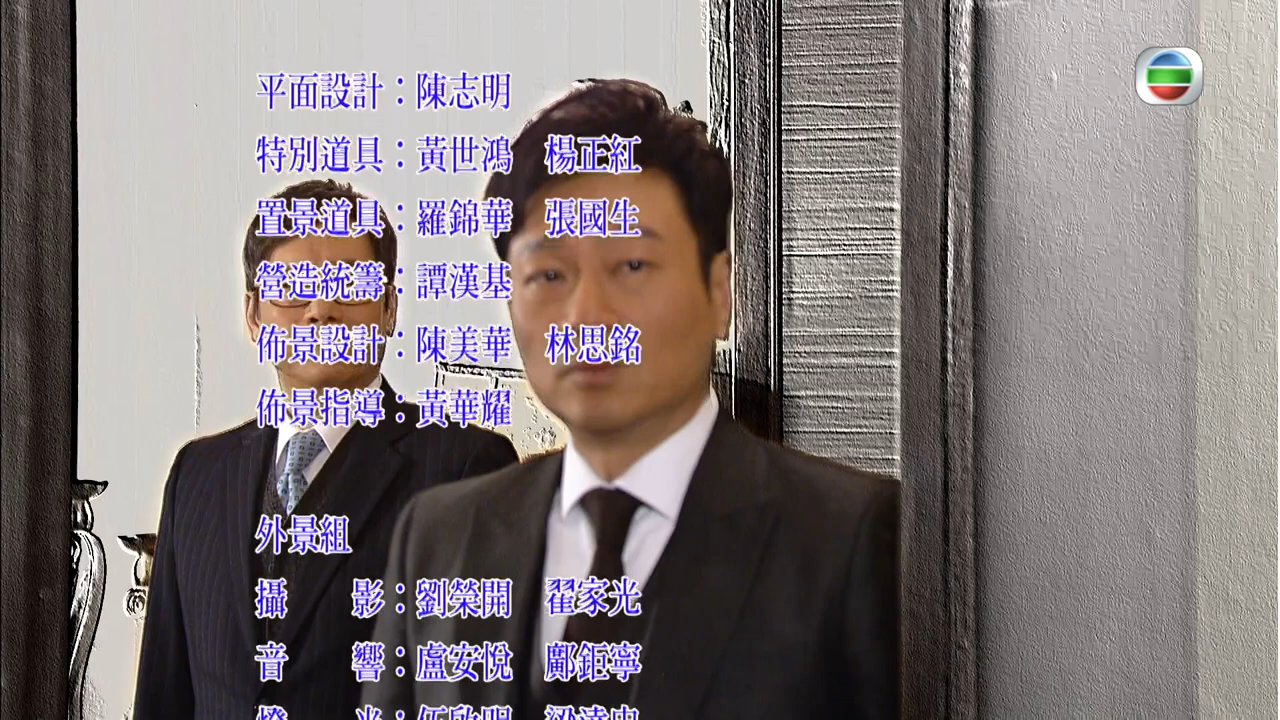 平面設計：陳志明
特別道具：黃世鴻　楊正紅
置景道具：羅錦華　張國生
營造統籌：譚漢基
佈景設計：陳美華　林思銘
佈景指導：黃華耀
外景組
攝　　影：劉榮開　翟家光
音　　響：盧安悅　鄺鉅寧